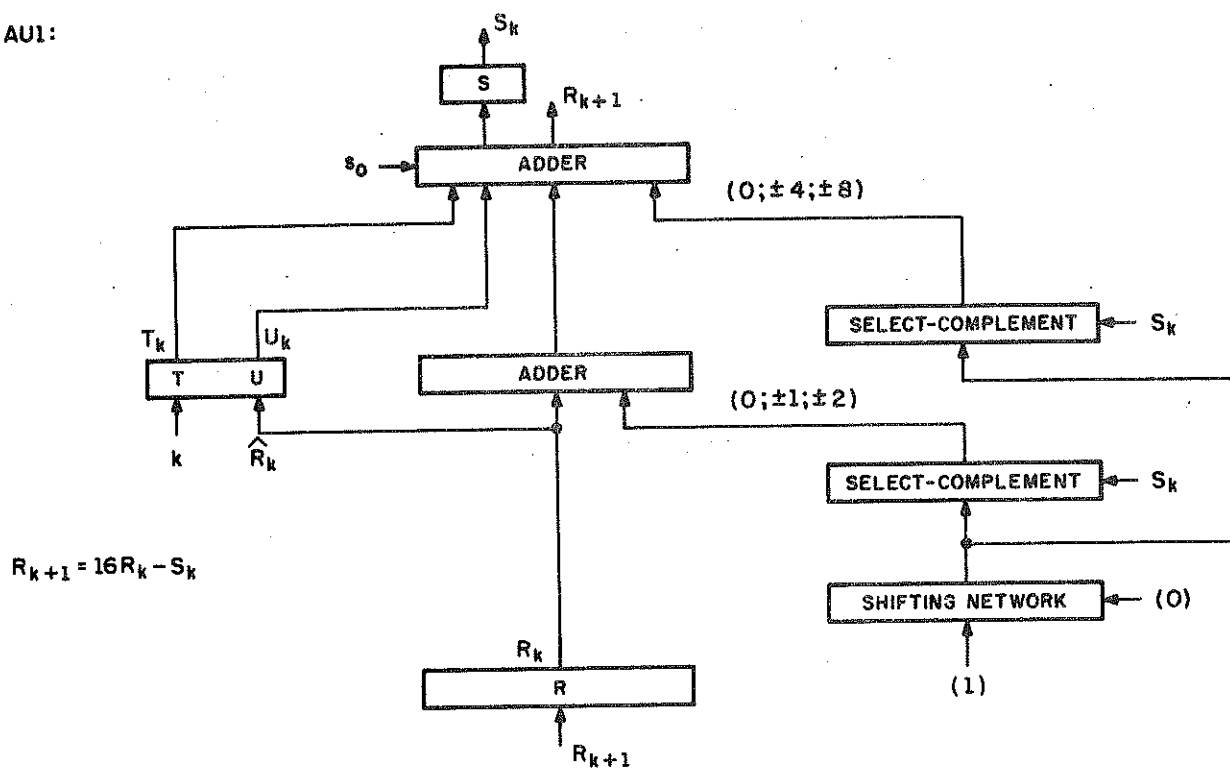 AU1:
S_k
S
R_{k+1}
s_0
ADDER
(0;±4;±8)
SELECT-COMPLEMENT
S_k
T_k
U_k
T U
ADDER
(0;±1;±2)
k
R̂_k
SELECT-COMPLEMENT
S_k
R_{k+1} = 16R_k − S_k
SHIFTING NETWORK
(0)
R_k
R
(1)
R_{k+1}